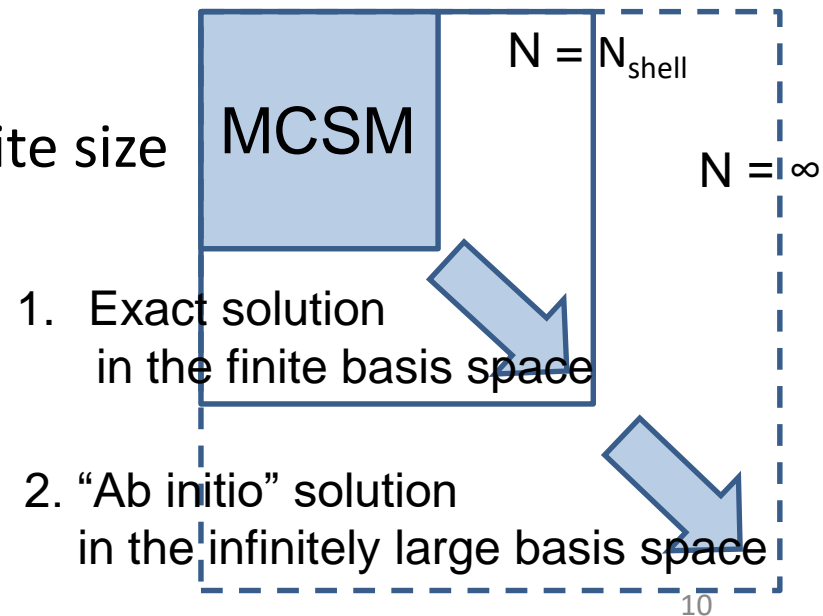 N = N_shell
MCSM
ite size
N = ∞
1. Exact solution
in the finite basis space
2. “Ab initio” solution
in the infinitely large basis space
10